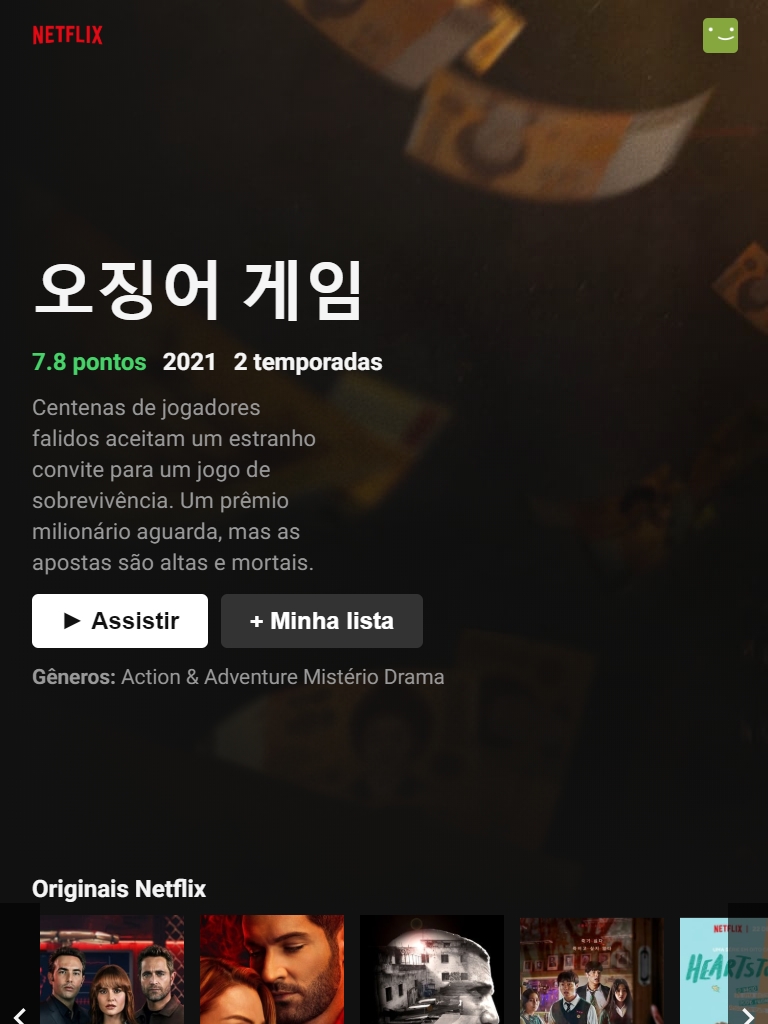 NETFLIX
오징어 게임
7.8 pontos 2021 2 temporadas
Centenas de jogadores
falidos aceitam um estranho
convite para um jogo de
sobrevivência. Um prêmio
milionário aguarda, mas as
apostas são altas e mortais.
► Assistir
+ Minha lista
Gêneros: Action & Adventure Mistério Drama
Originais Netflix
NETFLIX
HEARTST